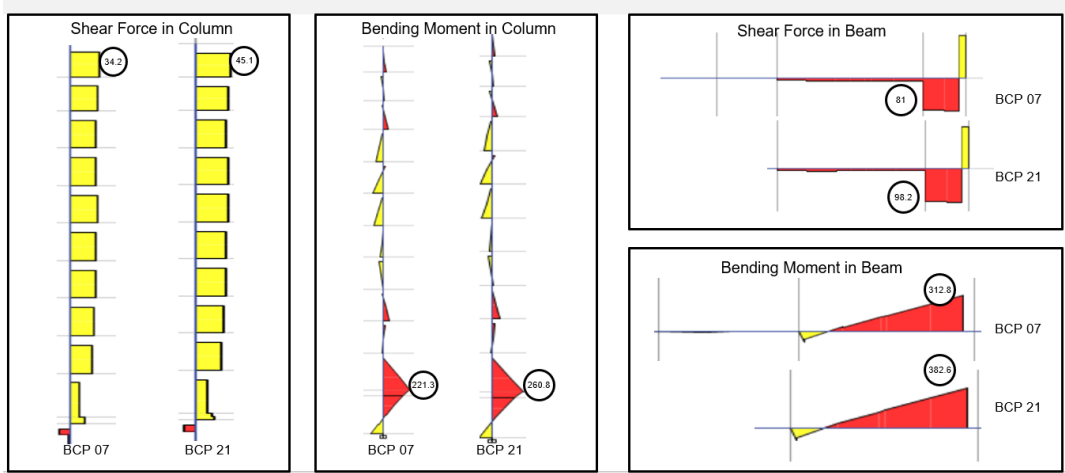 Shear Force in Column
34.2
45.1
BCP 07
BCP 21
Bending Moment in Column
221.3
260.8
BCP 07
BCP 21
Shear Force in Beam
81
BCP 07
98.2
BCP 21
Bending Moment in Beam
312.8
BCP 07
382.6
BCP 21